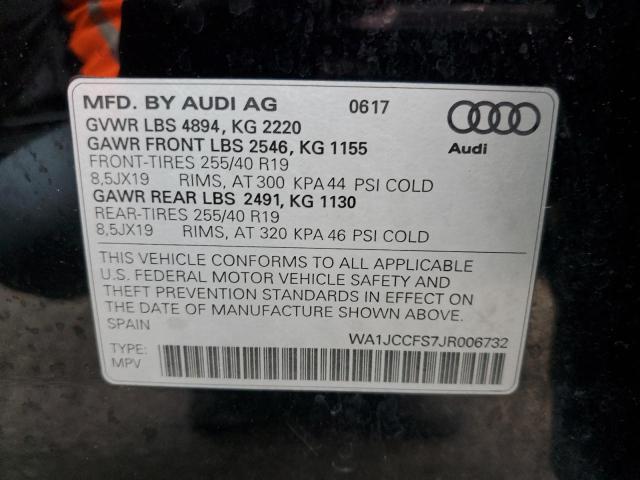 MFD. BY AUDI AG 0617
GVWR LBS 4894, KG 2220
GAWR FRONT LBS 2546, KG 1155
FRONT-TIRES 255/40 R19
8,5JX19 RIMS, AT 300 KPA 44 PSI COLD
GAWR REAR LBS 2491, KG 1130
REAR-TIRES 255/40 R19
8,5JX19 RIMS, AT 320 KPA 46 PSI COLD
Audi
THIS VEHICLE CONFORMS TO ALL APPLICABLE
U.S. FEDERAL MOTOR VEHICLE SAFETY AND
THEFT PREVENTION STANDARDS IN EFFECT ON
THE DATE OF MANUFACTURE SHOWN ABOVE.
SPAIN
WA1JCCFS7JR006732
TYPE:
MPV